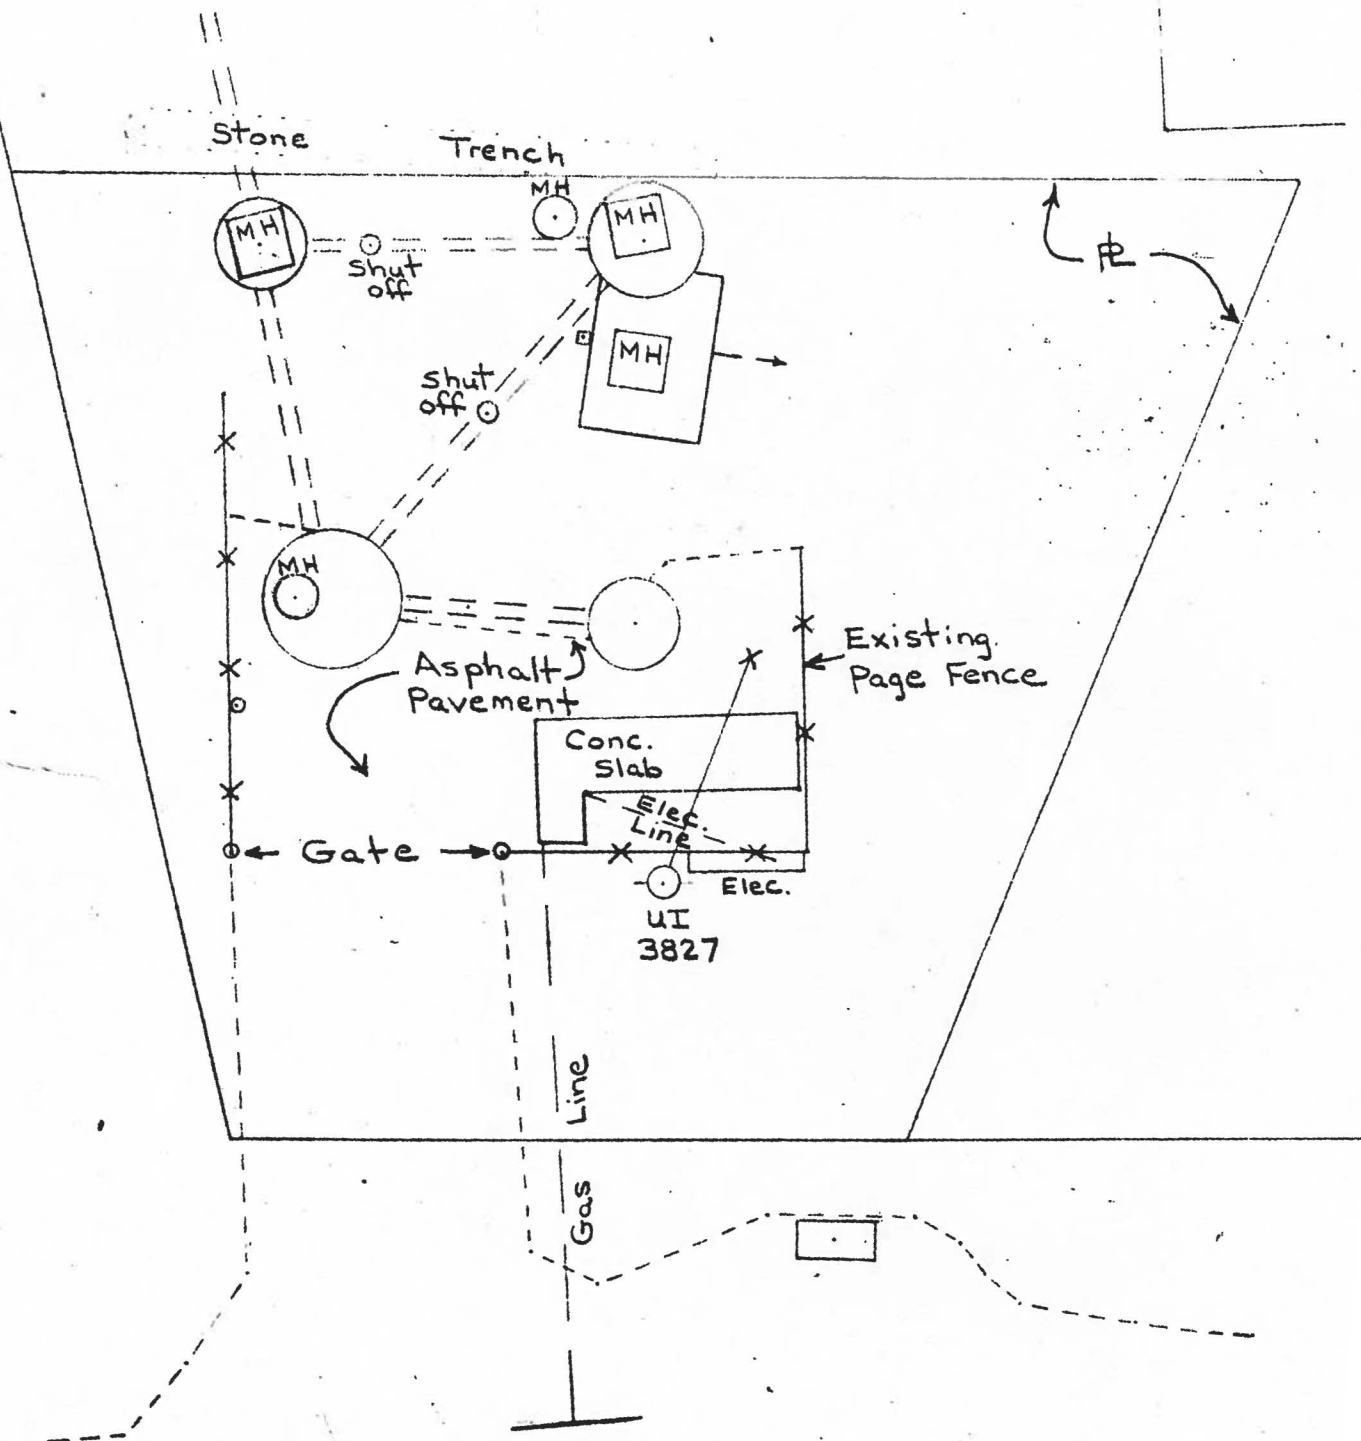 Stone
Trench
MH
MH
MH
shut
off
PL
MH
shut
off
MH
Existing
Page Fence
Asphalt
Pavement
Conc.
Slab
Elec.
Line
Gate
Elec.
UI
3827
Line
Gas